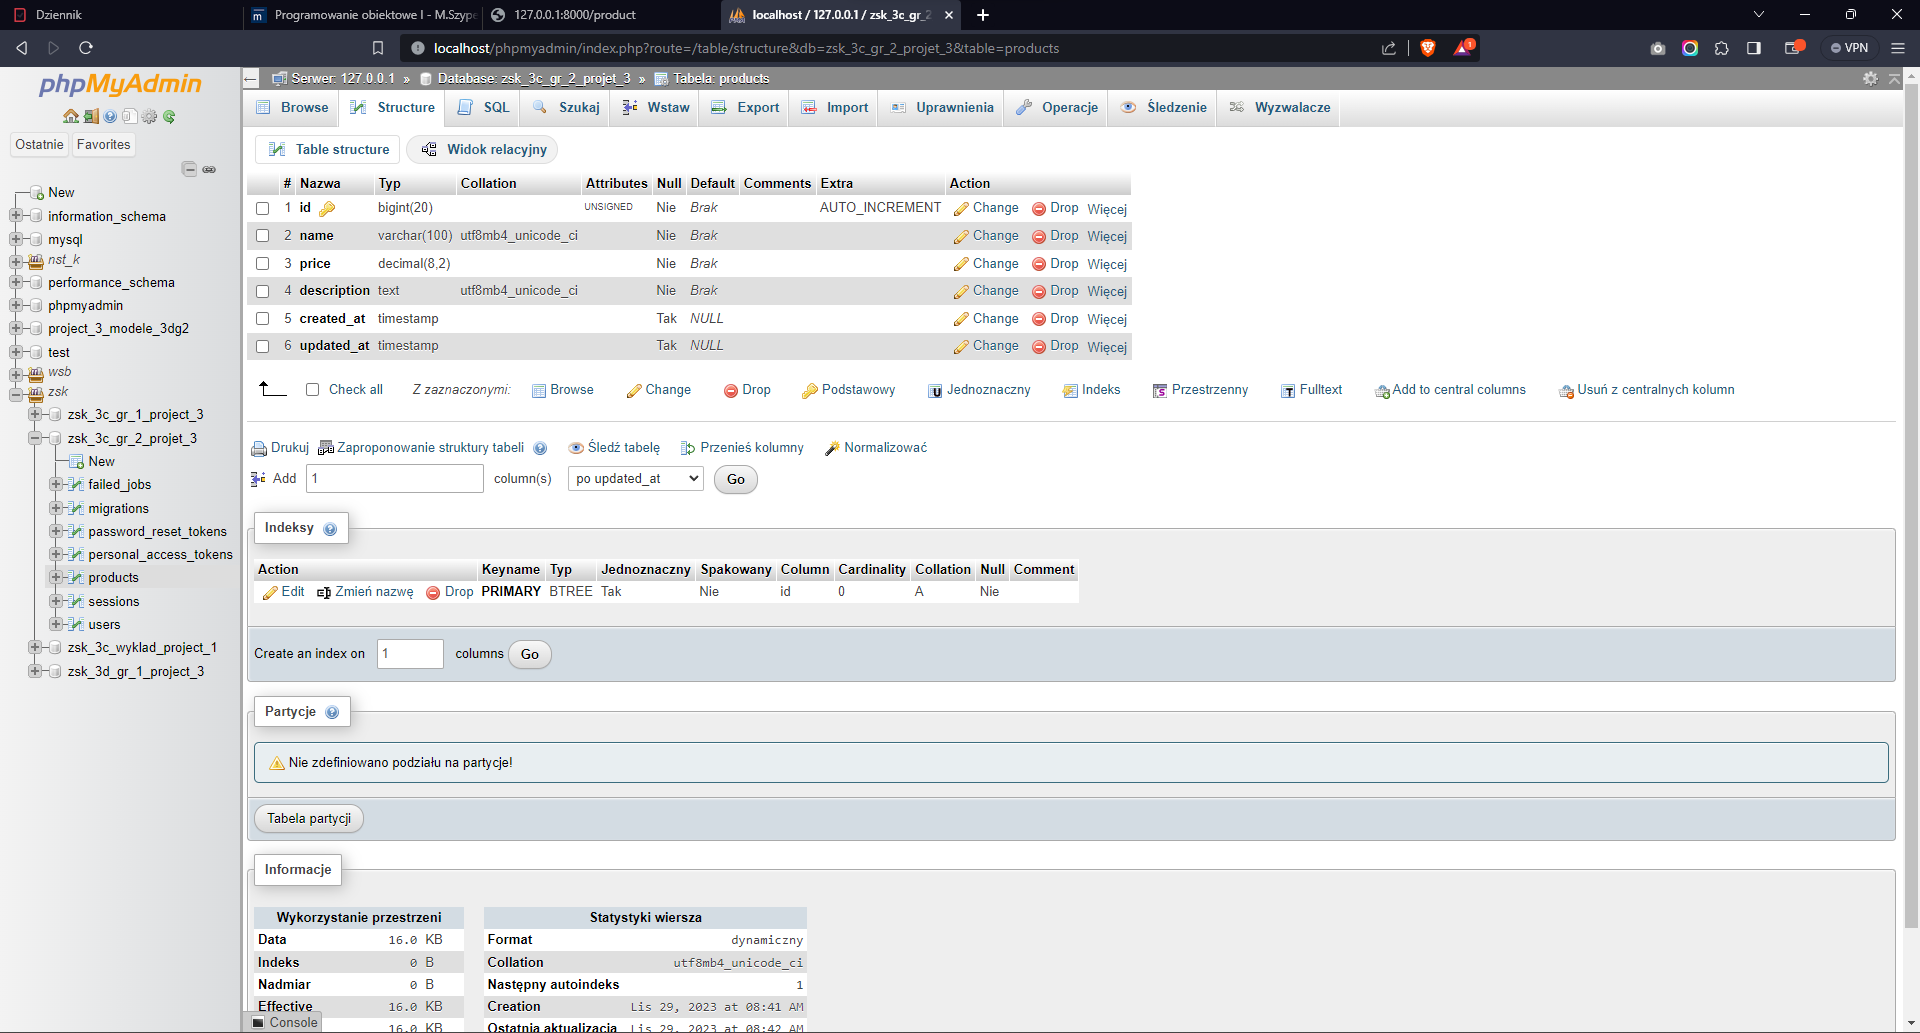 Dziennik
Programowanie obiektowe I - M.Szype
127.0.0.1:8000/product
localhost / 127.0.0.1 / zsk_3c_gr_2
localhost/phpmyadmin/index.php?route=/table/structure&db=zsk_3c_gr_2_projet_3&table=products
1
VPN
phpMyAdmin
Ostatnie Favorites
New
information_schema
mysql
nst_k
performance_schema
phpmyadmin
project_3_modele_3dg2
test
wsb
zsk
zsk_3c_gr_1_project_3
zsk_3c_gr_2_projet_3
New
failed_jobs
migrations
password_reset_tokens
personal_access_tokens
products
sessions
users
zsk_3c_wyklad_project_1
zsk_3d_gr_1_project_3
Serwer: 127.0.0.1 » Database: zsk_3c_gr_2_projet_3 » Tabela: products
Browse Structure SQL Szukaj Wstaw Export Import Uprawnienia Operacje Śledzenie Wyzwalacze
Table structure Widok relacyjny
# Nazwa Typ Collation Attributes Null Default Comments Extra Action
1 id bigint(20) UNSIGNED Nie Brak AUTO_INCREMENT Change Drop Więcej
2 name varchar(100) utf8mb4_unicode_ci Nie Brak Change Drop Więcej
3 price decimal(8,2) Nie Brak Change Drop Więcej
4 description text utf8mb4_unicode_ci Nie Brak Change Drop Więcej
5 created_at timestamp Tak NULL Change Drop Więcej
6 updated_at timestamp Tak NULL Change Drop Więcej
Check all Z zaznaczonymi: Browse Change Drop Podstawowy Jednoznaczny Indeks Przestrzenny Fulltext Add to central columns Usuń z centralnych kolumn
Drukuj Zaproponowanie struktury tabeli Śledź tabelę Przenieś kolumny Normalizować
Add 1 column(s) po updated_at Go
Indeksy
Action Keyname Typ Jednoznaczny Spakowany Column Cardinality Collation Null Comment
Edit Zmień nazwę Drop PRIMARY BTREE Tak Nie id 0 A Nie
Create an index on 1 columns Go
Partycje
Nie zdefiniowano podziału na partycje!
Tabela partycji
Informacje
Wykorzystanie przestrzeni
Data 16.0 KB
Indeks 0 B
Nadmiar 0 B
Effective 16.0 KB
16.0 KB
Statystyki wiersza
Format dynamiczny
Collation utf8mb4_unicode_ci
Następny autoindeks 1
Creation Lis 29, 2023 at 08:41 AM
Ostatnia aktualizacja Lis 29, 2023 at 08:42 AM
Console